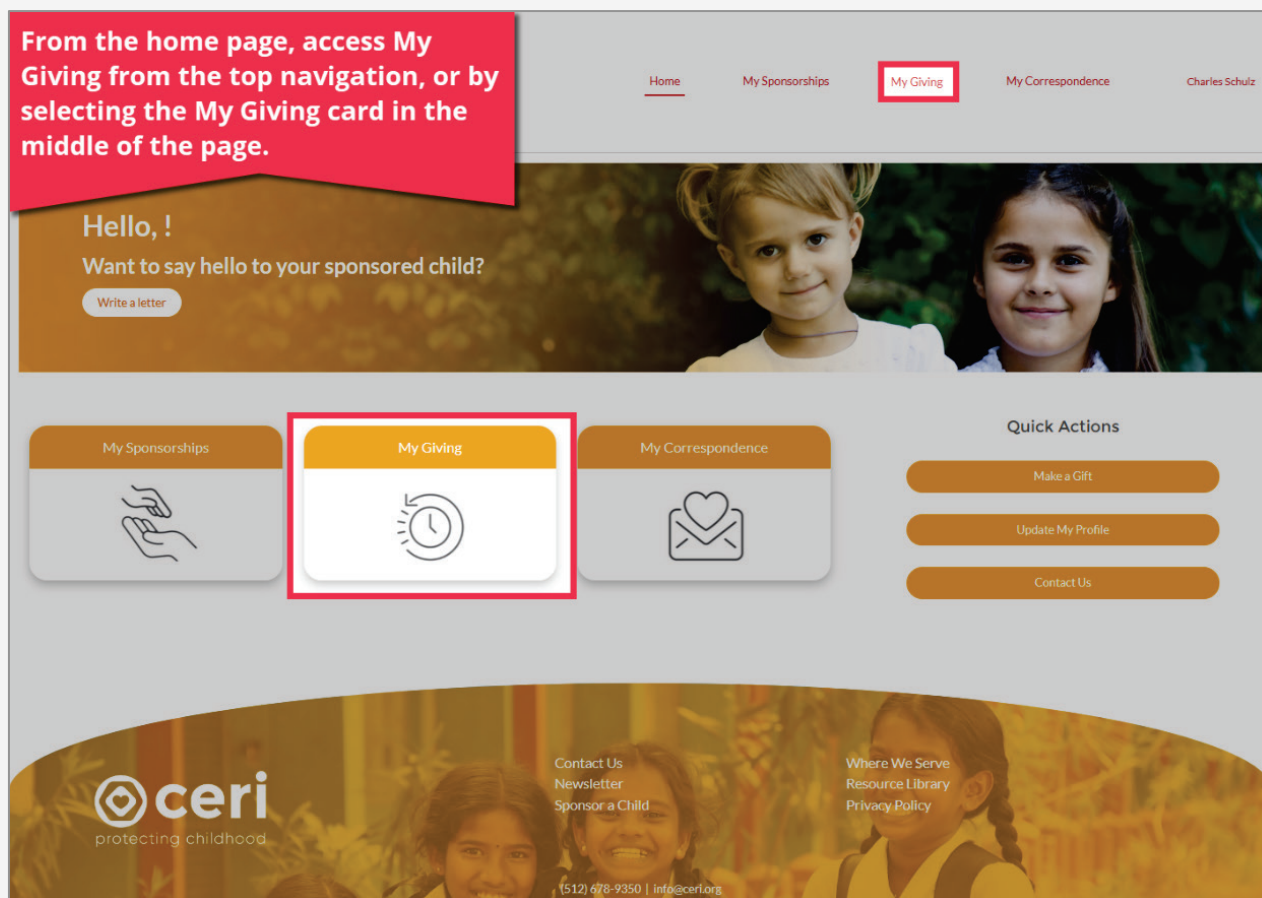 From the home page, access My
Giving from the top navigation, or by
selecting the My Giving card in the
middle of the page.
Home
My Sponsorships
My Giving
My Correspondence
Charles Schulz
Hello, !
Want to say hello to your sponsored child?
Write a letter
My Sponsorships
My Giving
My Correspondence
Quick Actions
Make a Gift
Update My Profile
Contact Us
ceri
protecting childhood
Contact Us
Newsletter
Sponsor a Child
Where We Serve
Resource Library
Privacy Policy
(512) 678-9350 | info@ceri.org